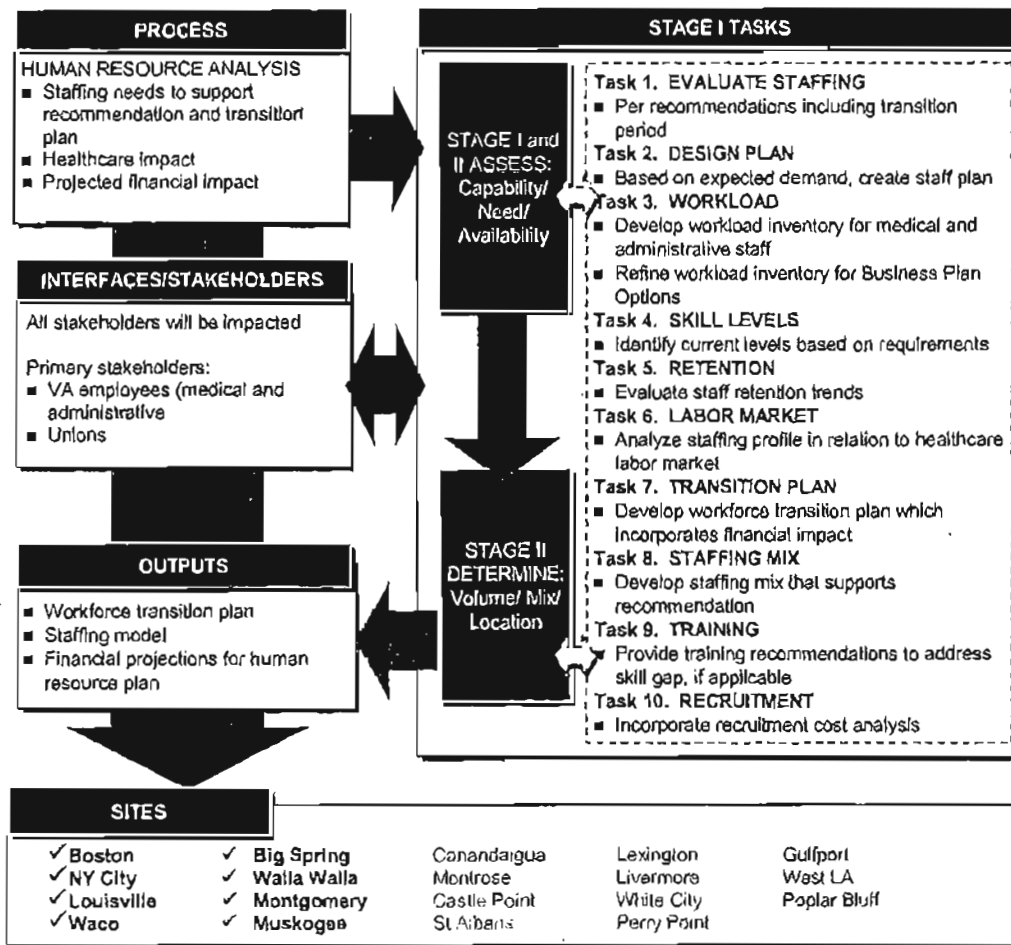 PROCESS
HUMAN RESOURCE ANALYSIS
■ Staffing needs to support
recommendation and transition
plan
■ Healthcare impact
■ Projected financial impact
INTERFACES/STAKEHOLDERS
All stakeholders will be impacted
Primary stakeholders:
■ VA employees (medical and
administrative
■ Unions
OUTPUTS
■ Workforce transition plan
■ Staffing model
■ Financial projections for human
resource plan
STAGE I TASKS
STAGE I and
II ASSESS:
Capability/
Need/
Availability
STAGE II
DETERMINE:
Volume/ Mix/
Location
Task 1. EVALUATE STAFFING
■ Per recommendations including transition
period
Task 2. DESIGN PLAN
■ Based on expected demand, create staff plan
Task 3. WORKLOAD
■ Develop workload inventory for medical and
administrative staff
■ Refine workload inventory for Business Plan
Options
Task 4. SKILL LEVELS
■ Identify current levels based on requirements
Task 5. RETENTION
■ Evaluate staff retention trends
Task 6. LABOR MARKET
■ Analyze staffing profile in relation to healthcare
labor market
Task 7. TRANSITION PLAN
■ Develop workforce transition plan which
incorporates financial impact
Task 8. STAFFING MIX
■ Develop staffing mix that supports
recommendation
Task 9. TRAINING
■ Provide training recommendations to address
skill gap, if applicable
Task 10. RECRUITMENT
■ Incorporate recruitment cost analysis
SITES
✓ Boston
✓ NY City
✓ Louisville
✓ Waco
✓ Big Spring
✓ Walla Walla
✓ Montgomery
✓ Muskogee
Canandaigua
Montrose
Castle Point
St Albans
Lexington
Livermore
White City
Perry Point
Gulfport
West LA
Poplar Bluff